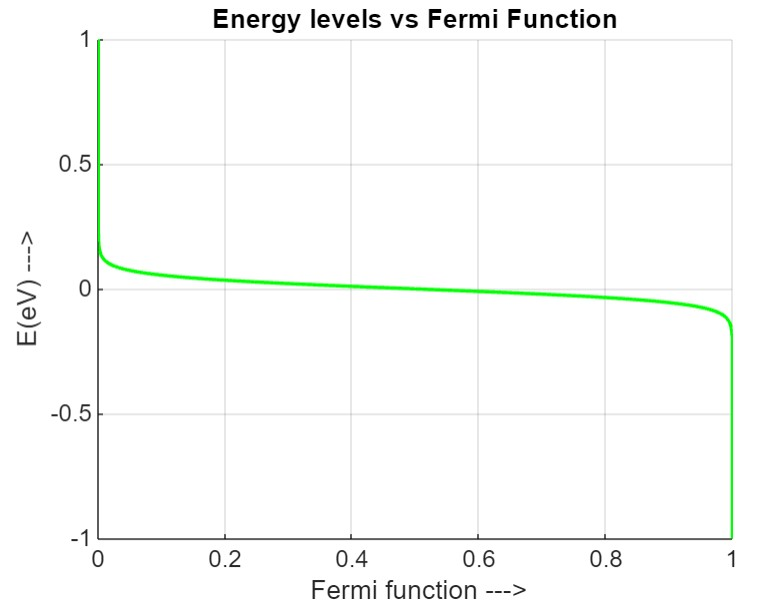 Energy levels vs Fermi Function
1
0.5
0
-0.5
-1
E(eV) --->
0 0.2 0.4 0.6 0.8 1
Fermi function --->